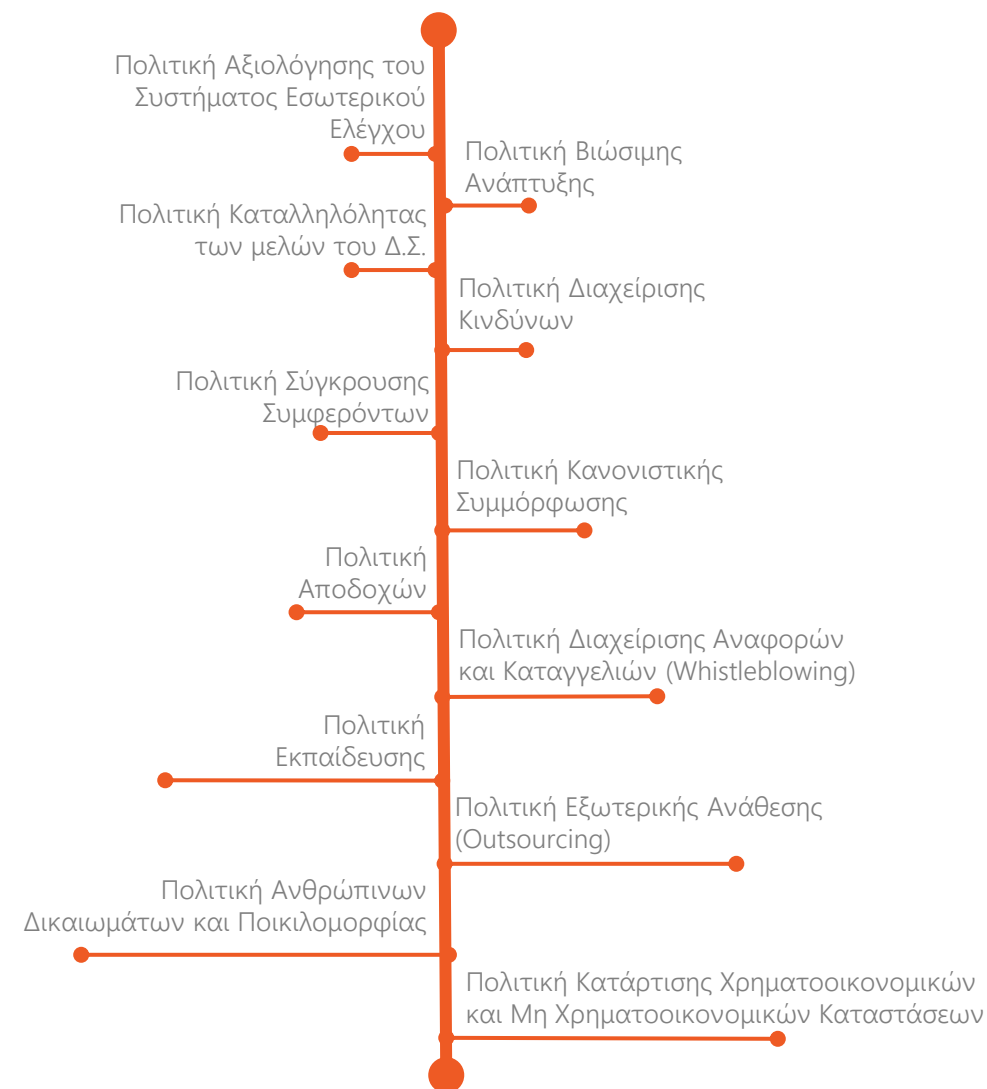 Πολιτική Αξιολόγησης του
Συστήματος Εσωτερικού
Ελέγχου
Πολιτική Βιώσιμης
Ανάπτυξης
Πολιτική Καταλληλόλητας
των μελών του Δ.Σ.
Πολιτική Διαχείρισης
Κινδύνων
Πολιτική Σύγκρουσης
Συμφερόντων
Πολιτική Κανονιστικής
Συμμόρφωσης
Πολιτική
Αποδοχών
Πολιτική Διαχείρισης Αναφορών
και Καταγγελιών (Whistleblowing)
Πολιτική
Εκπαίδευσης
Πολιτική Εξωτερικής Ανάθεσης
(Outsourcing)
Πολιτική Ανθρώπινων
Δικαιωμάτων και Ποικιλομορφίας
Πολιτική Κατάρτισης Χρηματοοικονομικών
και Μη Χρηματοοικονομικών Καταστάσεων